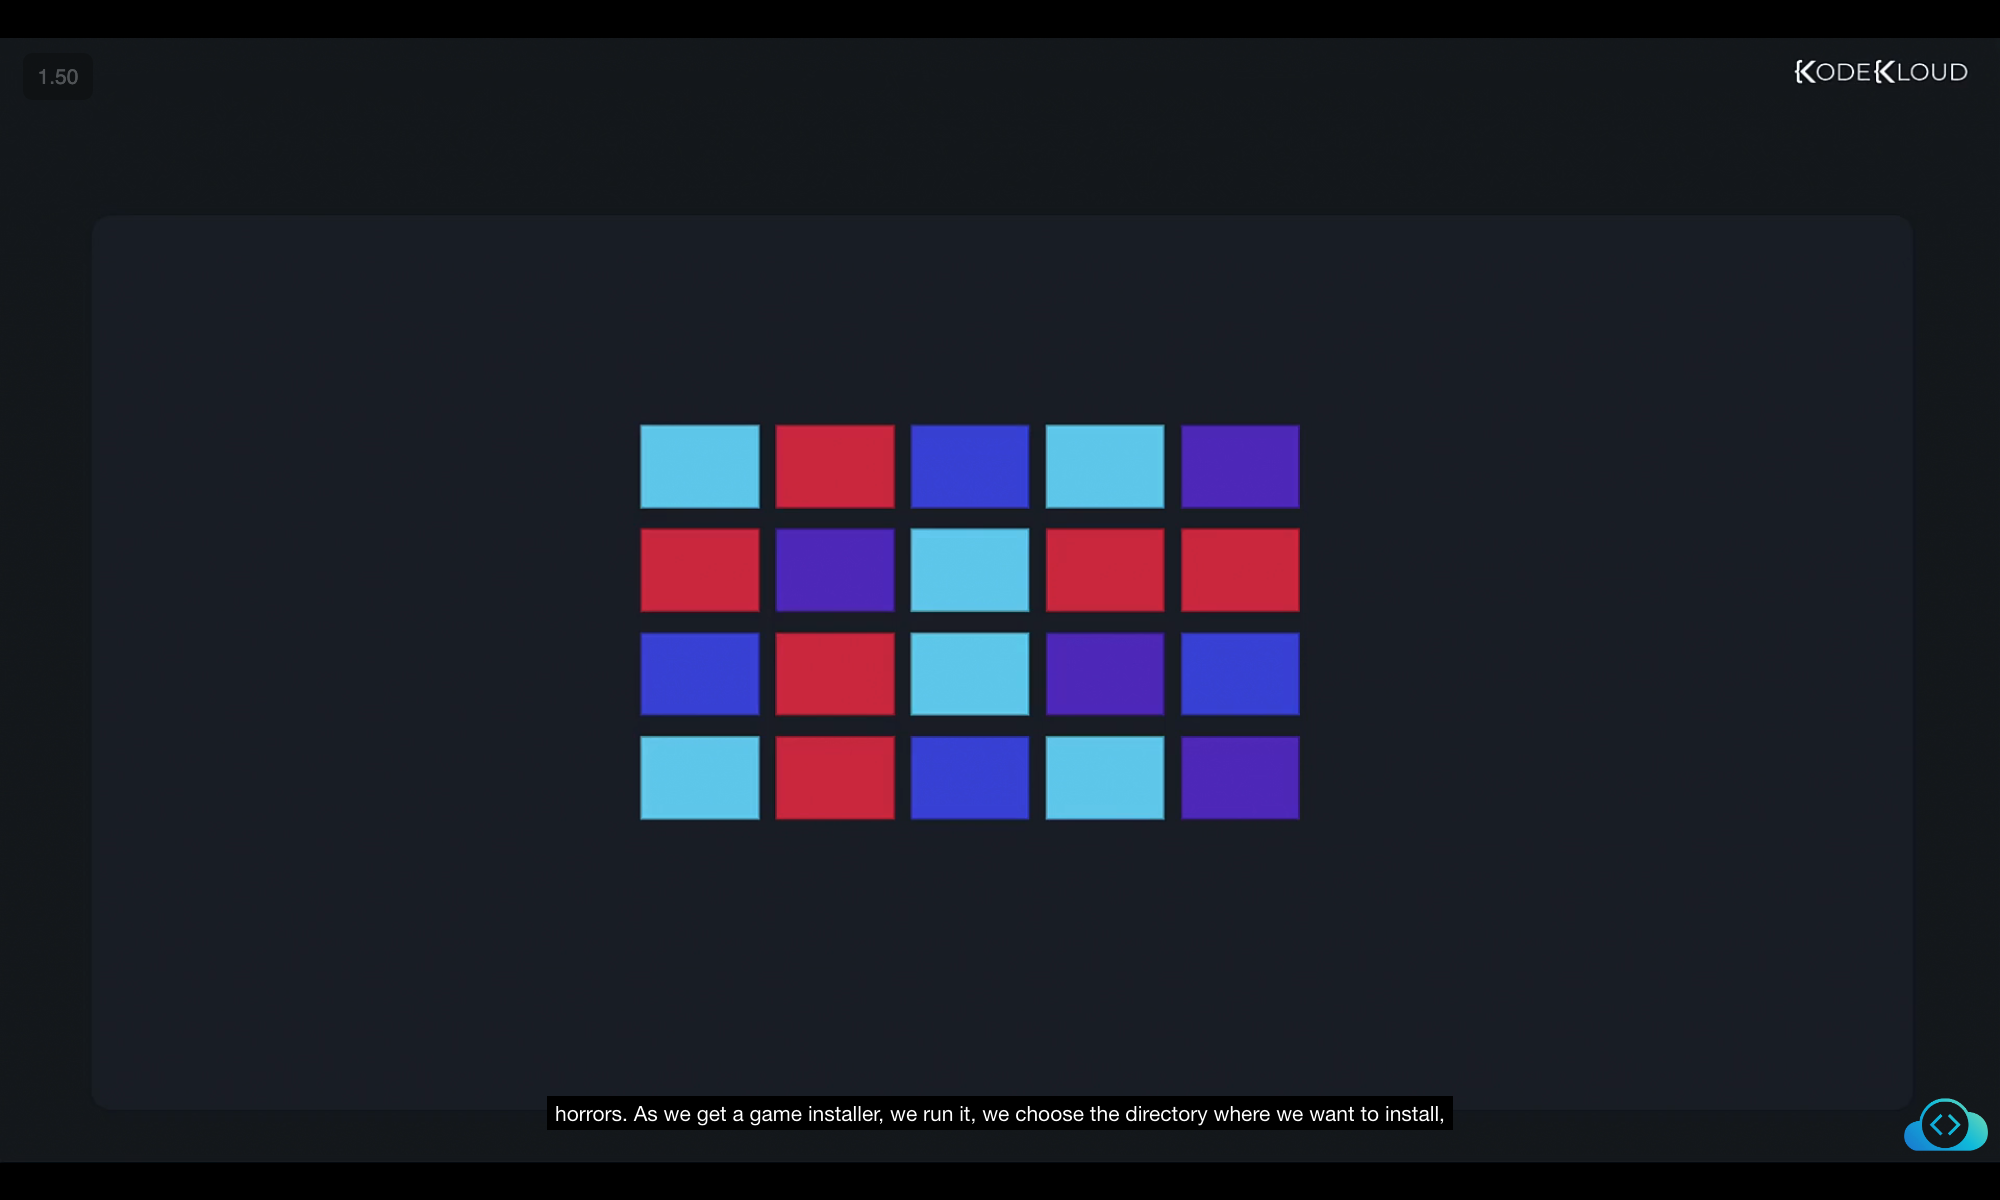 1.50
KODEKLOUD
horrors. As we get a game installer, we run it, we choose the directory where we want to install,